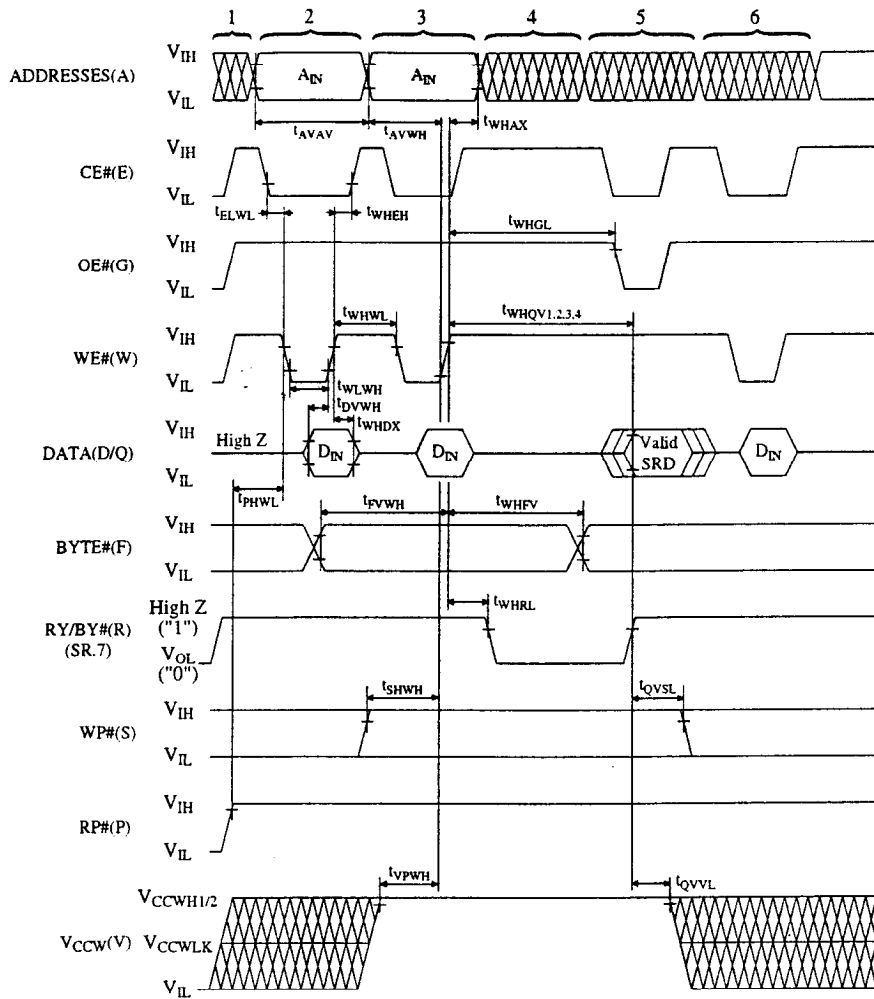 1 2 3 4 5 6
ADDRESSES(A) VIH AIN AIN
VIL
tAVAV tAVWH tWHAX
CE#(E) VIH
VIL
tELWL tWHEH tWHGL
OE#(G) VIH
VIL
tWHWL tWHQV1,2,3,4
WE#(W) VIH
VIL
tWLWH
tDVWH
tWHDX
DATA(D/Q) VIH High Z DIN DIN Valid SRD DIN
VIL
tPHWL tFVWH tWHFV
BYTE#(F) VIH
VIL
tWHRL
RY/BY#(R) (SR.7) High Z ("1")
VOL ("0")
tSHWH tQVSL
WP#(S) VIH
VIL
RP#(P) VIH
VIL
tVPWH tQVVL
VCCW(V) VCCWH1/2
VCCWLK
VIL